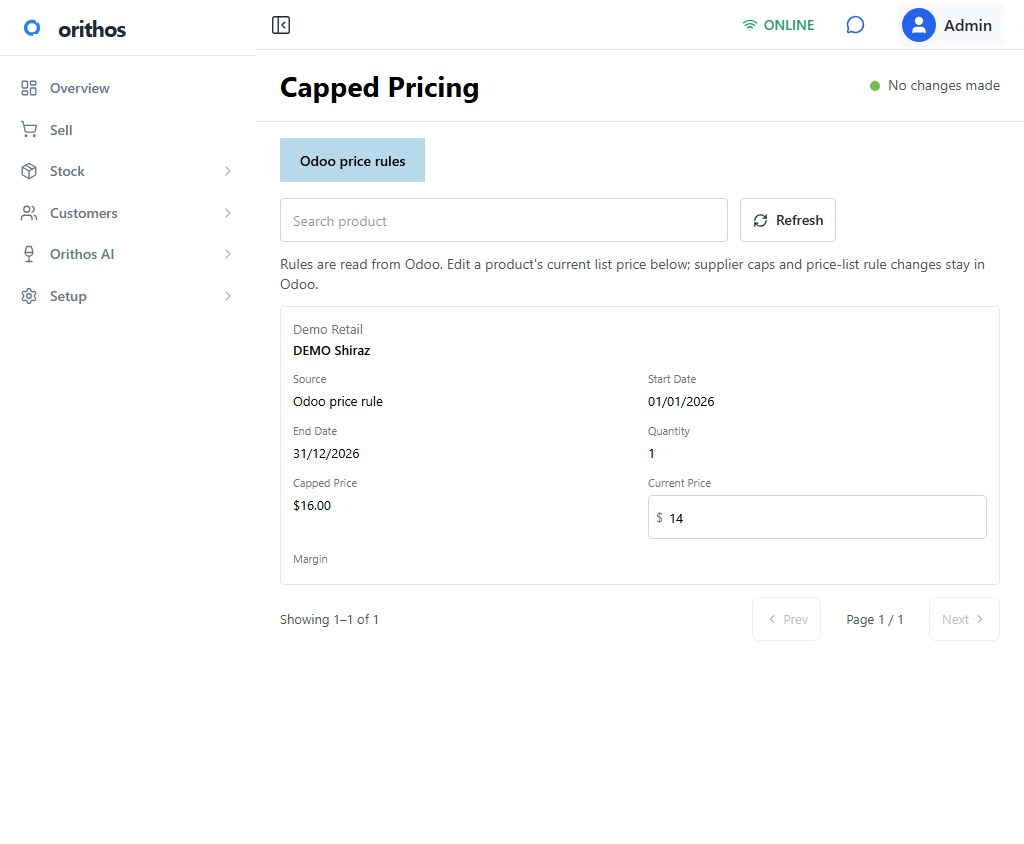 orithos
ONLINE
Admin
Overview
Sell
Stock
Customers
Orithos AI
Setup
Capped Pricing
No changes made
Odoo price rules
Search product
Refresh
Rules are read from Odoo. Edit a product's current list price below; supplier caps and price-list rule changes stay in
Odoo.
Demo Retail
DEMO Shiraz
Source
Odoo price rule
Start Date
01/01/2026
End Date
31/12/2026
Quantity
1
Capped Price
$16.00
Current Price
$ 14
Margin
Showing 1–1 of 1
Prev
Page 1 / 1
Next